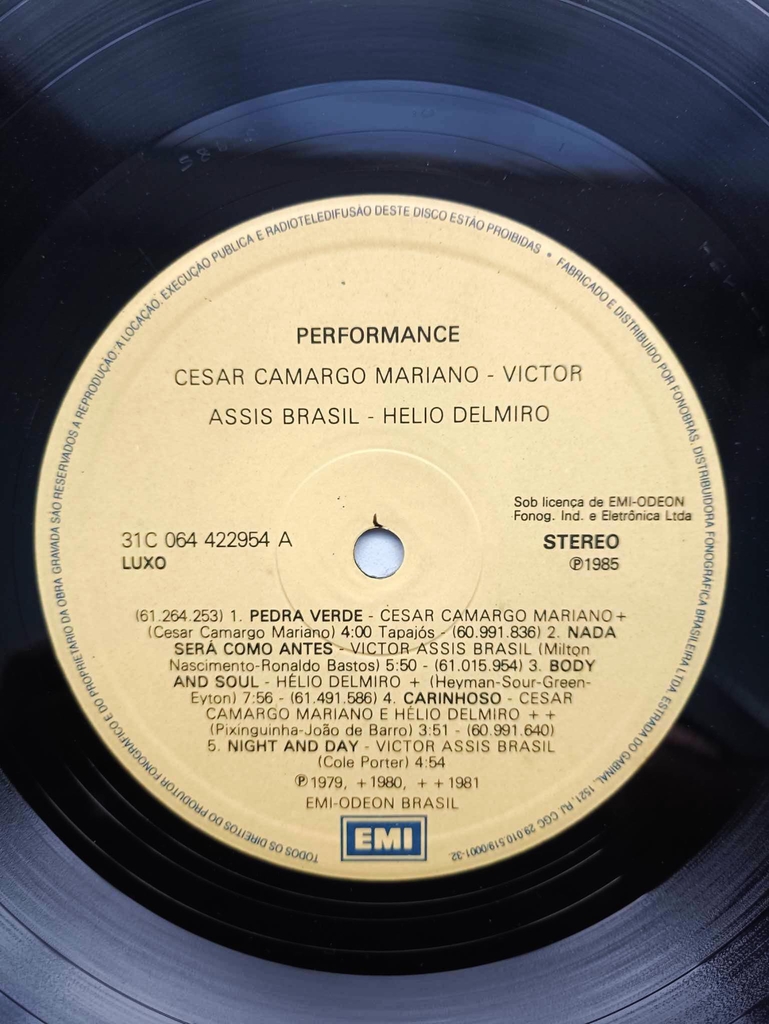 TODOS OS DIREITOS DO PRODUTOR FONOGRÁFICO E DO PROPRIETARIO DA OBRA GRAVADA SÃO RESERVADOS A REPRODUÇÃO. A LOCAÇÃO. EXECUÇÃO PUBLICA E RADIOTELEDIFUSÃO DESTE DISCO ESTÃO PROIBIDAS • FABRICADO E DISTRIBUIDO POR FONOBRÁS. DISTRIBUIDORA FONOGRÁFICA BRASILEIRA LTDA. ESTRADA DO GABINAL, 1521. RJ CGC 29.010.519/0001-32
PERFORMANCE
CESAR CAMARGO MARIANO - VICTOR
ASSIS BRASIL - HELIO DELMIRO
Sob licença de EMI-ODEON
Fonog. Ind. e Eletrônica Ltda
31C 064 422954 A
STEREO
LUXO
Ⓟ1985
(61.264.253) 1. PEDRA VERDE - CESAR CAMARGO MARIANO +
(Cesar Camargo Mariano) 4:00 Tapajós - (60.991.836) 2. NADA
SERÁ COMO ANTES - VICTOR ASSIS BRASIL (Milton
Nascimento-Ronaldo Bastos) 5:50 - (61.015.954) 3. BODY
AND SOUL - HÉLIO DELMIRO + (Heyman-Sour-Green-
Eyton) 7:56 - (61.491.586) 4. CARINHOSO - CESAR
CAMARGO MARIANO E HÉLIO DELMIRO + +
(Pixinguinha-João de Barro) 3:51 - (60.991.640)
5. NIGHT AND DAY - VICTOR ASSIS BRASIL
(Cole Porter) 4:54
Ⓟ1979, +1980, + +1981
EMI-ODEON BRASIL
EMI